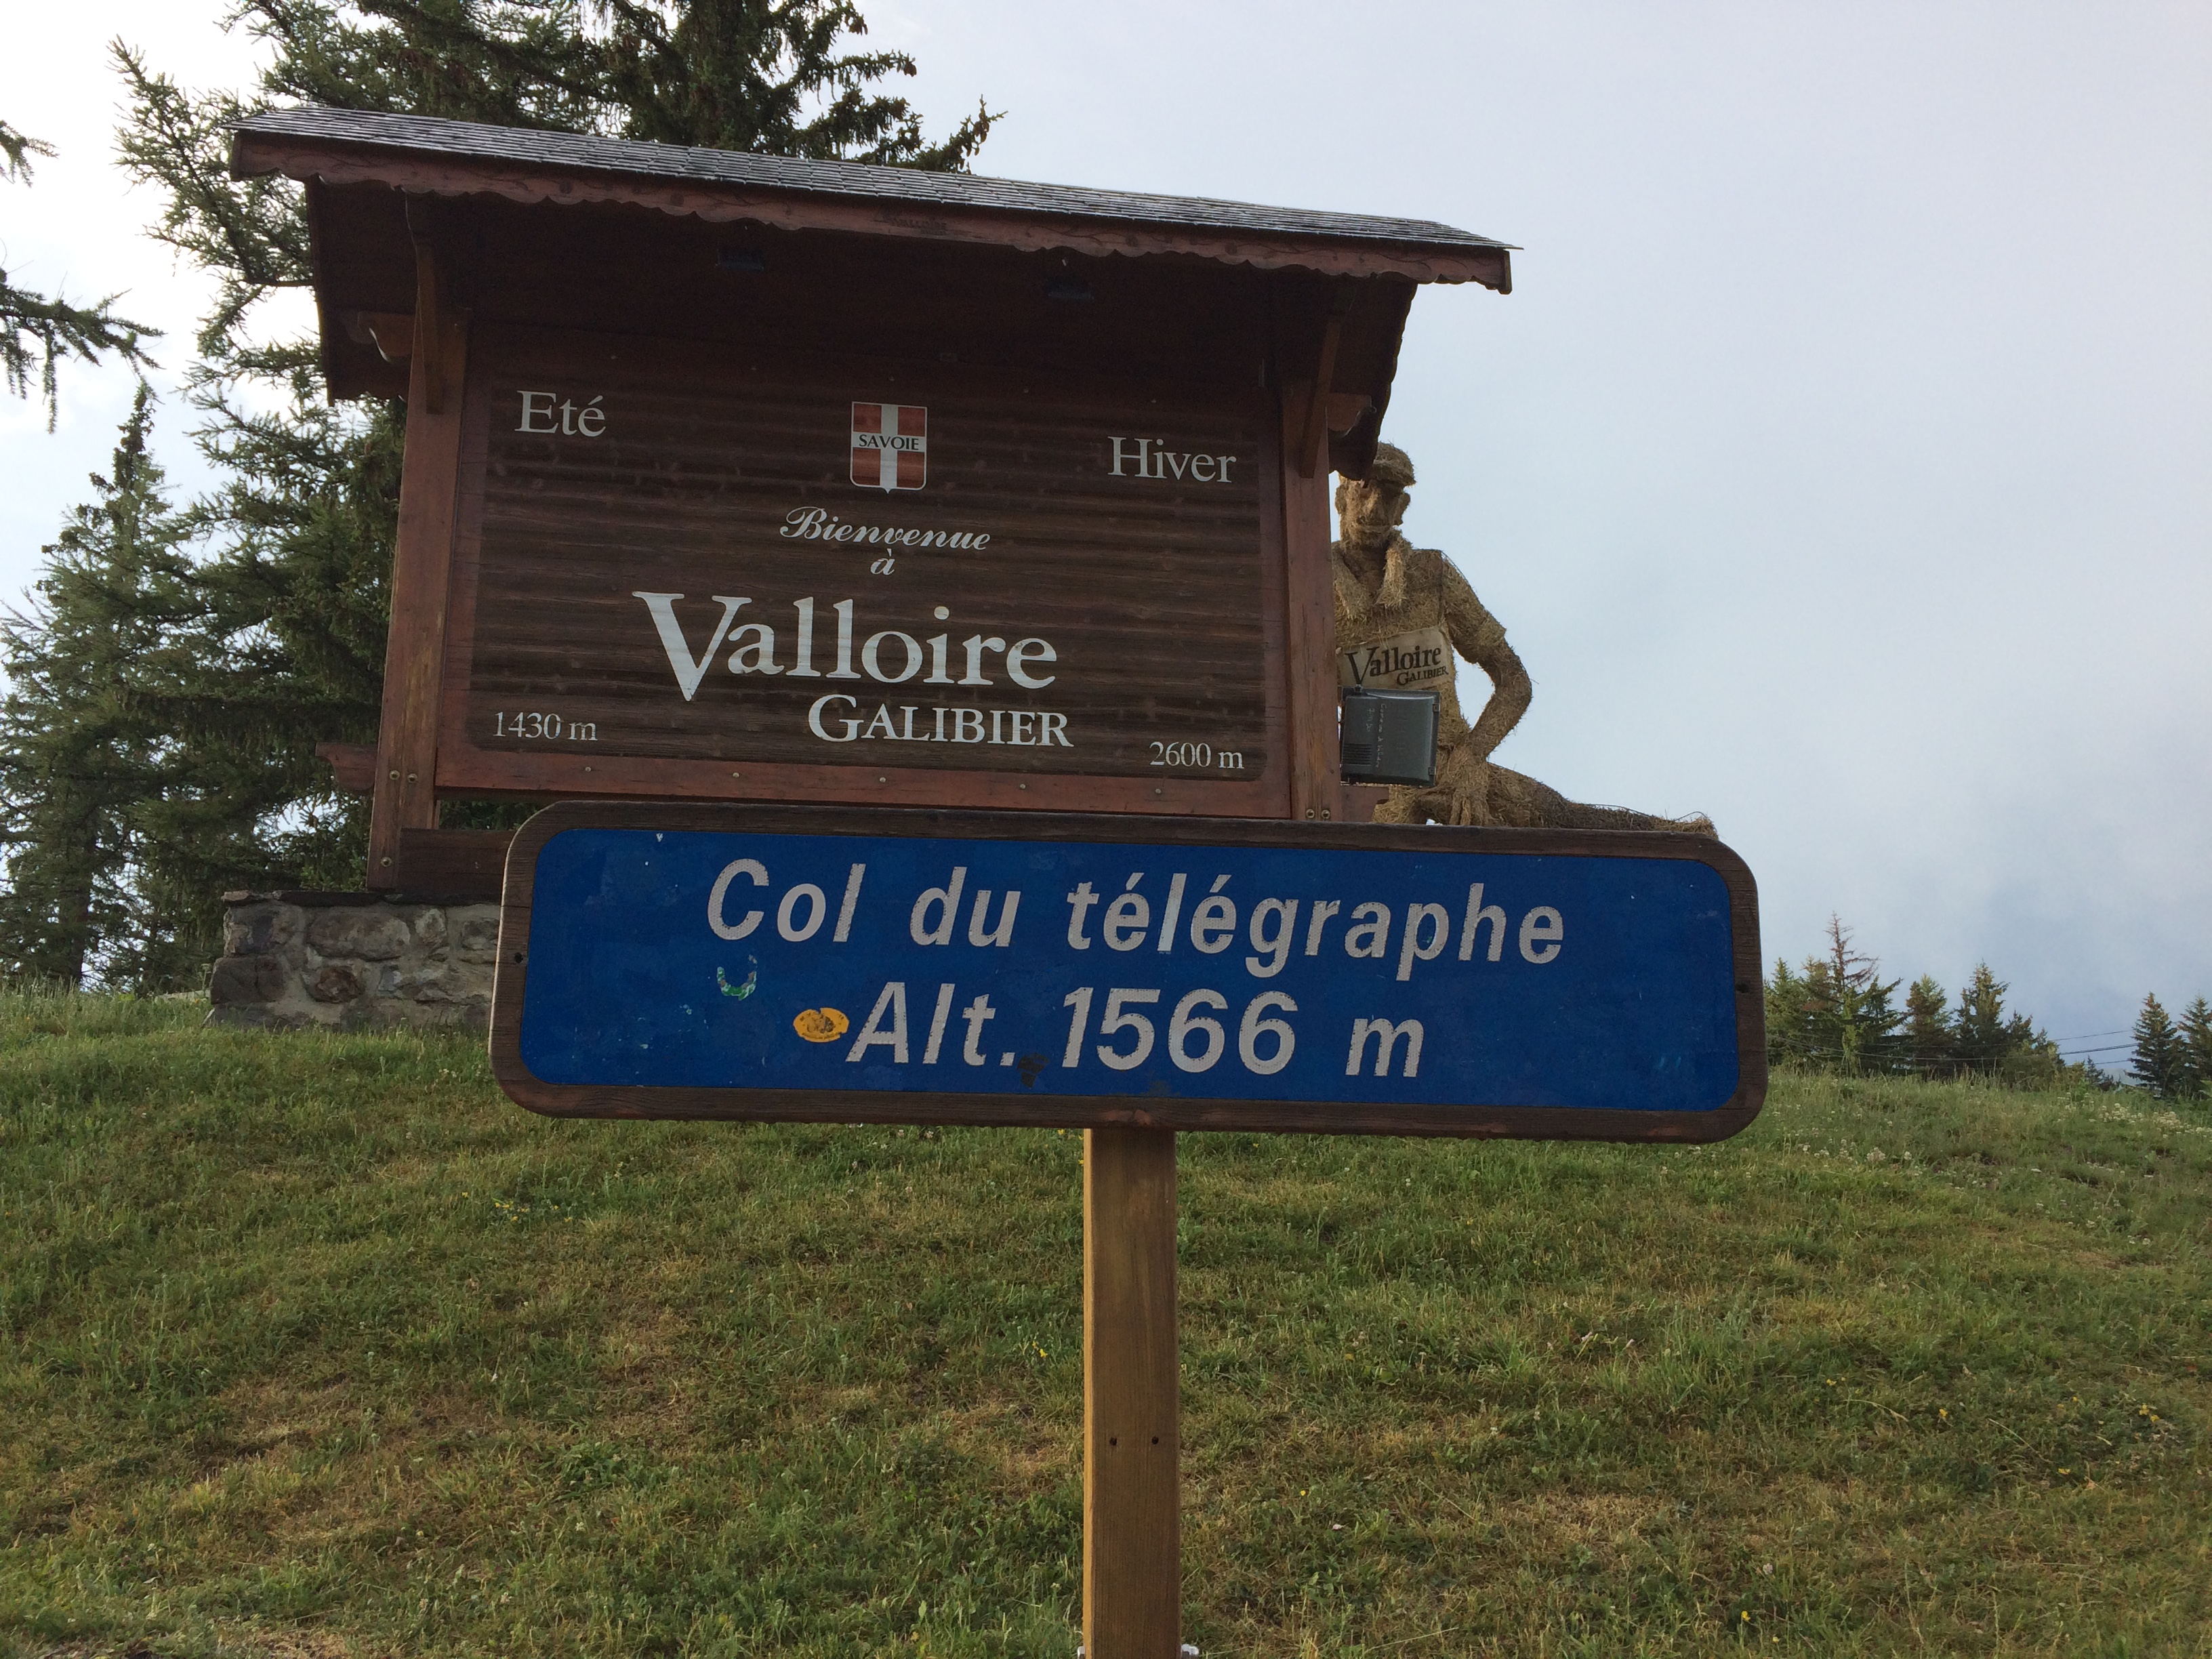 Eté
SAVOIE
Hiver
Bienvenue
à
Valloire
GALIBIER
1430 m
2600 m
Valloire
GALIBIER
Col du télégraphe
Alt. 1566 m